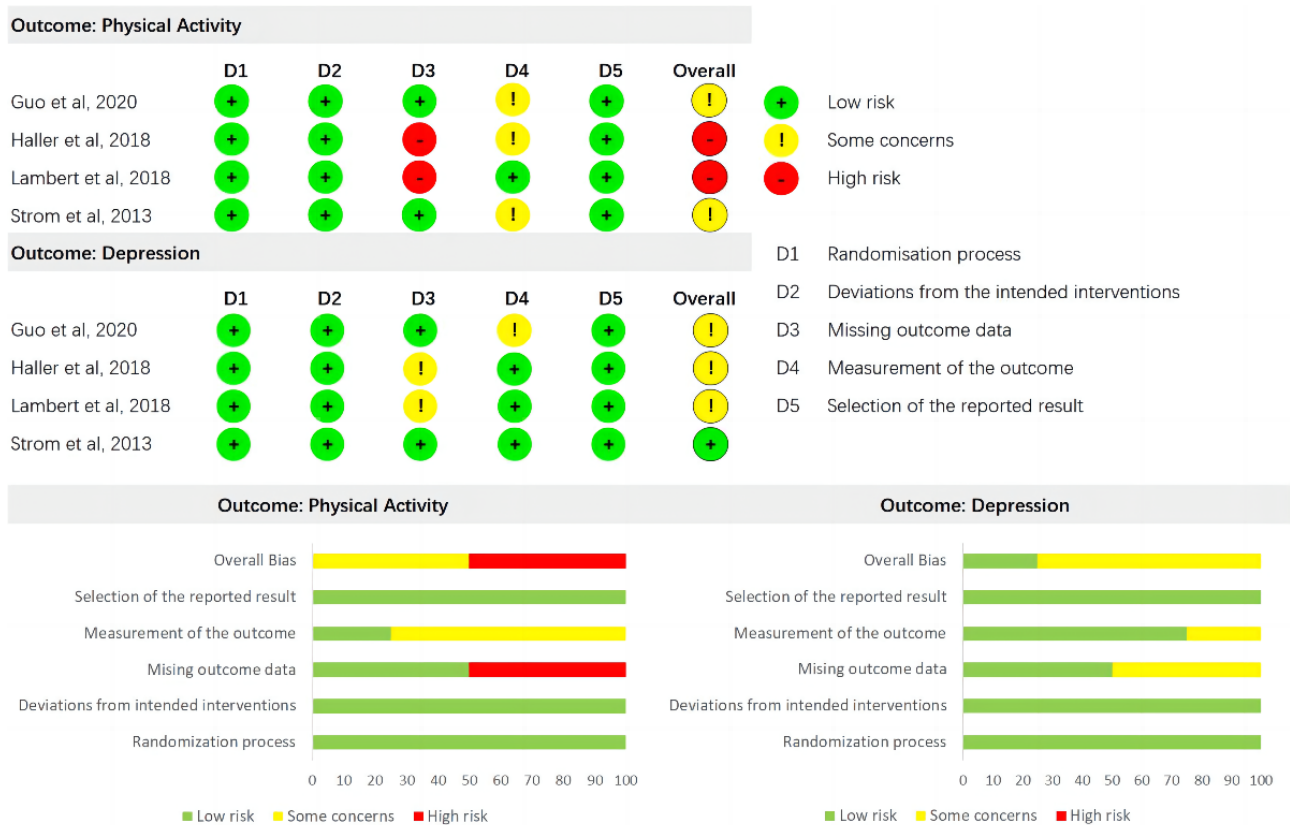 Outcome: Physical Activity
D1 D2 D3 D4 D5 Overall
Guo et al, 2020 + + + ! + !
Haller et al, 2018 + + - ! + -
Lambert et al, 2018 + + - + + -
Strom et al, 2013 + + + ! + !
+ Low risk
! Some concerns
- High risk
Outcome: Depression
D1 D2 D3 D4 D5 Overall
Guo et al, 2020 + + + ! + !
Haller et al, 2018 + + ! + + !
Lambert et al, 2018 + + ! + + !
Strom et al, 2013 + + + + + +
D1 Randomisation process
D2 Deviations from the intended interventions
D3 Missing outcome data
D4 Measurement of the outcome
D5 Selection of the reported result
Outcome: Physical Activity
Overall Bias
Selection of the reported result
Measurement of the outcome
Mising outcome data
Deviations from intended interventions
Randomization process
0 10 20 30 40 50 60 70 80 90 100
Low risk Some concerns High risk
Outcome: Depression
Overall Bias
Selection of the reported result
Measurement of the outcome
Mising outcome data
Deviations from intended interventions
Randomization process
0 10 20 30 40 50 60 70 80 90 100
Low risk Some concerns High risk